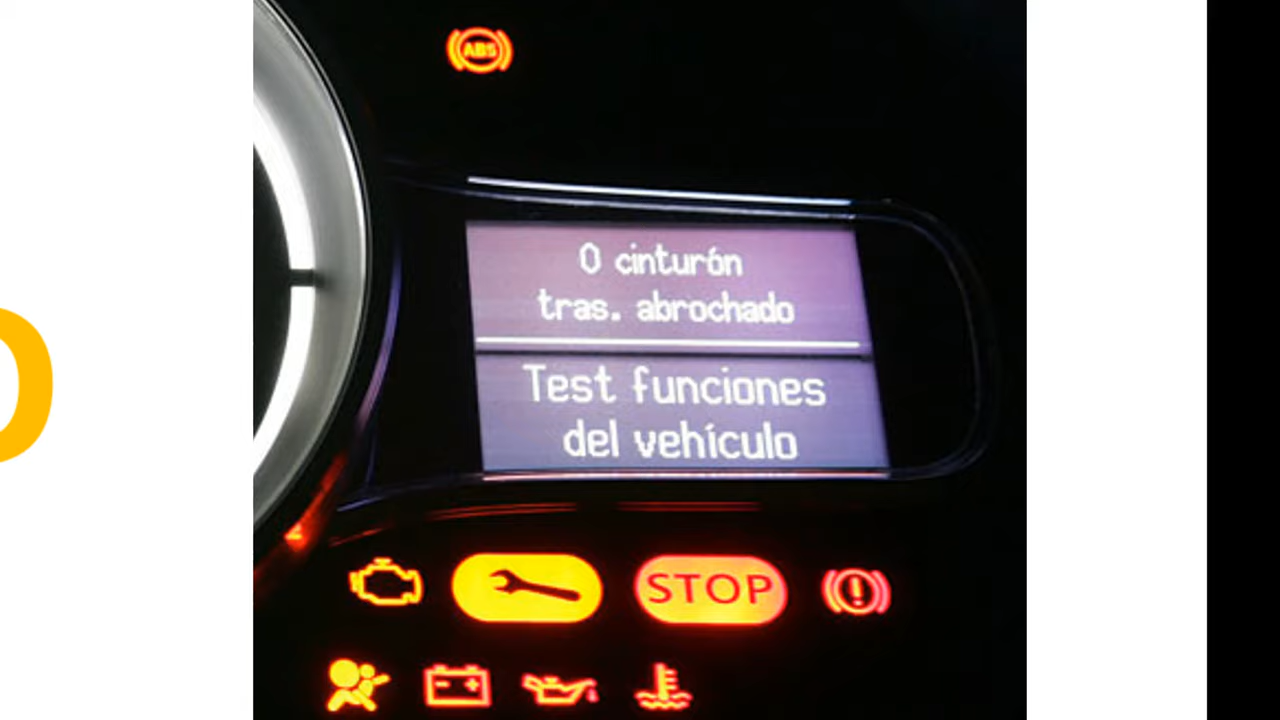 ABS
0 cinturón
tras. abrochado
Test funciones
del vehículo
STOP